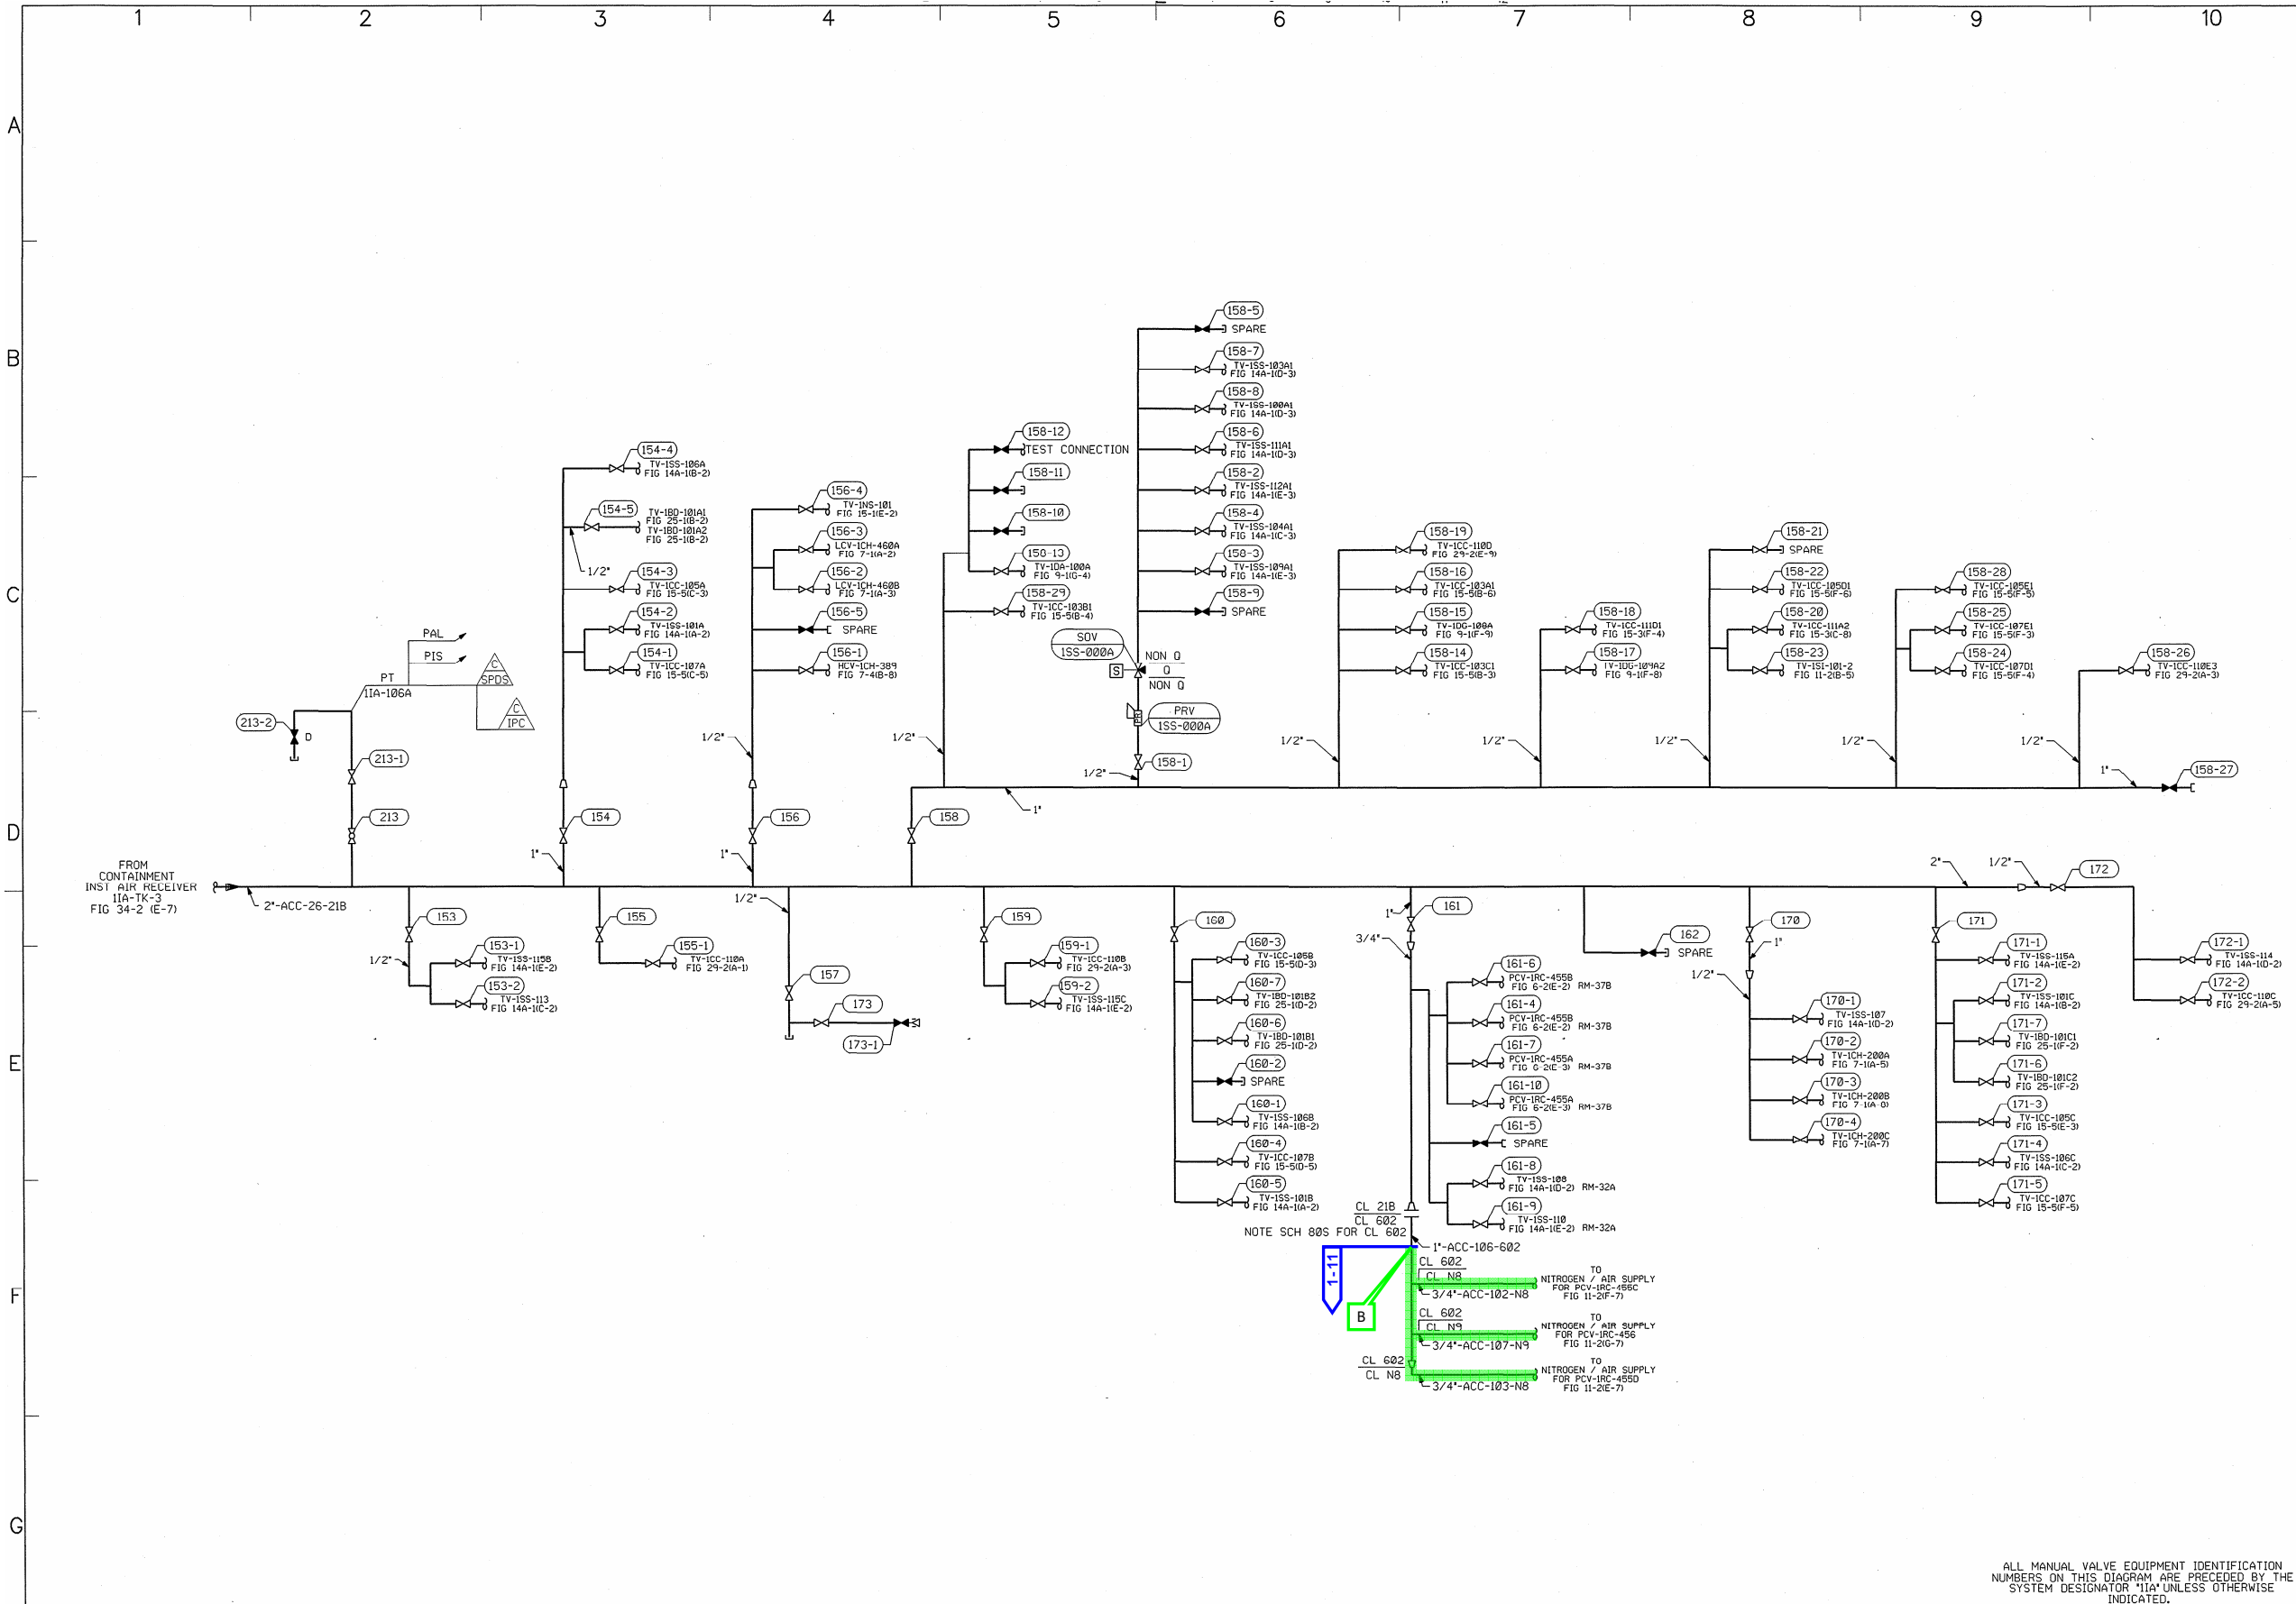 1 2 3 4 5 6 7 8 9 10
A
B
C
D
E
F
G
158-5
SPARE
158-7
TV-1SS-103A1
FIG 14A-1(D-3)
158-8
TV-1SS-100A1
FIG 14A-1(D-3)
158-6
TV-1SS-111A1
FIG 14A-1(D-3)
158-2
TV-1SS-112A1
FIG 14A-1(E-3)
158-4
TV-1SS-104A1
FIG 14A-1(C-3)
158-3
TV-1SS-109A1
FIG 14A-1(E-3)
158-9
SPARE
SOV
1SS-000A
S
NON Q
Q
NON Q
PRV
1SS-000A
158-1
1/2"
158-12
TEST CONNECTION
158-11
158-10
158-13
TV-1DA-100A
FIG 9-1(G-4)
158-29
TV-1CC-103B1
FIG 15-5(B-4)
1/2"
154-4
TV-1SS-106A
FIG 14A-1(B-2)
154-5
TV-1BD-101A1
FIG 25-1(B-2)
TV-1BD-101A2
FIG 25-1(B-2)
1/2"
154-3
TV-1CC-105A
FIG 15-5(C-3)
154-2
TV-1SS-101A
FIG 14A-1(A-2)
154-1
TV-1CC-107A
FIG 15-5(C-5)
154
1"
156-4
TV-1NS-101
FIG 15-1(E-2)
156-3
LCV-1CH-460A
FIG 7-1(A-2)
156-2
LCV-1CH-460B
FIG 7-1(A-3)
156-5
SPARE
156-1
HCV-1CH-389
FIG 7-4(B-8)
1/2"
156
1"
PAL
PIS
PT
1IA-106A
C
SPDS
C
IPC
213-2
D
213-1
213
158
1"
158-19
TV-1CC-110D
FIG 29-2(E-9)
158-16
TV-1CC-103A1
FIG 15-5(B-6)
158-15
TV-1DG-108A
FIG 9-1(F-9)
158-14
TV-1CC-103C1
FIG 15-5(B-3)
1/2"
158-18
TV-1CC-111D1
FIG 15-3(F-4)
158-17
TV-1DG-109A2
FIG 9-1(F-8)
1/2"
158-21
SPARE
158-22
TV-1CC-105D1
FIG 15-5(F-6)
158-20
TV-1CC-111A2
FIG 15-3(C-8)
158-23
TV-1SI-101-2
FIG 11-2(B-5)
1/2"
158-28
TV-1CC-105E1
FIG 15-5(F-5)
158-25
TV-1CC-107E1
FIG 15-5(F-3)
158-24
TV-1CC-107D1
FIG 15-5(F-4)
1/2"
158-26
TV-1CC-110E3
FIG 29-2(A-3)
1/2"
1"
158-27
FROM
CONTAINMENT
INST AIR RECEIVER
1IA-TK-3
FIG 34-2 (E-7)
2"-ACC-26-21B
153
1/2"
153-1
TV-1SS-115B
FIG 14A-1(E-2)
153-2
TV-1SS-113
FIG 14A-1(C-2)
155
155-1
TV-1CC-110A
FIG 29-2(A-1)
1/2"
157
173
173-1
159
159-1
TV-1CC-110B
FIG 29-2(A-3)
159-2
TV-1SS-115C
FIG 14A-1(E-2)
160
160-3
TV-1CC-105B
FIG 15-5(D-3)
160-7
TV-1BD-101B2
FIG 25-1(D-2)
160-6
TV-1BD-101B1
FIG 25-1(D-2)
160-2
SPARE
160-1
TV-1SS-106B
FIG 14A-1(B-2)
160-4
TV-1CC-107B
FIG 15-5(D-5)
160-5
TV-1SS-101B
FIG 14A-1(A-2)
1"
161
3/4"
161-6
PCV-1RC-455B
FIG 6-2(E-2) RM-37B
161-4
PCV-1RC-455B
FIG 6-2(E-2) RM-37B
161-7
PCV-1RC-455A
FIG 6-2(E-3) RM-37B
161-10
PCV-1RC-455A
FIG 6-2(E-3) RM-37B
161-5
SPARE
161-8
TV-1SS-108
FIG 14A-1(D-2) RM-32A
161-9
TV-1SS-110
FIG 14A-1(E-2) RM-32A
CL 21B
CL 602
NOTE SCH 80S FOR CL 602
1"-ACC-106-602
1-11
B
CL 602
CL N8
3/4"-ACC-102-N8
TO
NITROGEN / AIR SUPPLY
FOR PCV-1RC-455C
FIG 11-2(F-7)
CL 602
CL N9
3/4"-ACC-107-N9
TO
NITROGEN / AIR SUPPLY
FOR PCV-1RC-456
FIG 11-2(G-7)
CL 602
CL N8
3/4"-ACC-103-N8
TO
NITROGEN / AIR SUPPLY
FOR PCV-1RC-455D
FIG 11-2(E-7)
162
SPARE
170
1"
1/2"
170-1
TV-1SS-107
FIG 14A-1(D-2)
170-2
TV-1CH-200A
FIG 7-1(A-5)
170-3
TV-1CH-200B
170-4
TV-1CH-200C
FIG 7-1(A-7)
2"
1/2"
172
171
171-1
TV-1SS-115A
FIG 14A-1(E-2)
171-2
TV-1SS-101C
FIG 14A-1(B-2)
171-7
TV-1BD-101C1
FIG 25-1(F-2)
171-6
TV-1BD-101C2
FIG 25-1(F-2)
171-3
TV-1CC-105C
FIG 15-5(E-3)
171-4
TV-1SS-106C
FIG 14A-1(C-2)
171-5
TV-1CC-107C
FIG 15-5(F-5)
172-1
TV-1SS-114
FIG 14A-1(D-2)
172-2
TV-1CC-110C
FIG 29-2(A-5)
ALL MANUAL VALVE EQUIPMENT IDENTIFICATION
NUMBERS ON THIS DIAGRAM ARE PRECEDED BY THE
SYSTEM DESIGNATOR "1IA" UNLESS OTHERWISE
INDICATED.